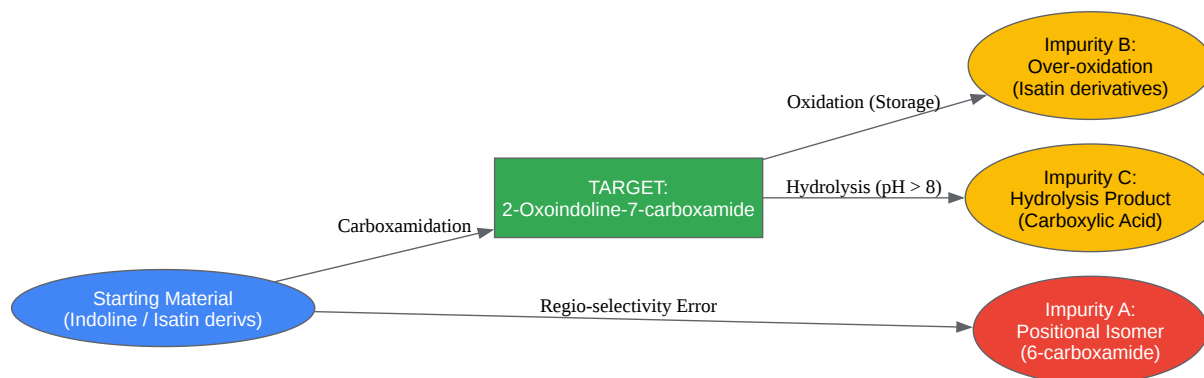 Impurity B:
Over-oxidation
(Isatin derivatives)
Oxidation (Storage)
TARGET:
2-Oxoindoline-7-carboxamide
Hydrolysis (pH > 8)
Impurity C:
Hydrolysis Product
(Carboxylic Acid)
Carboxamidation
Starting Material
(Indoline / Isatin derivs)
Regio-selectivity Error
Impurity A:
Positional Isomer
(6-carboxamide)